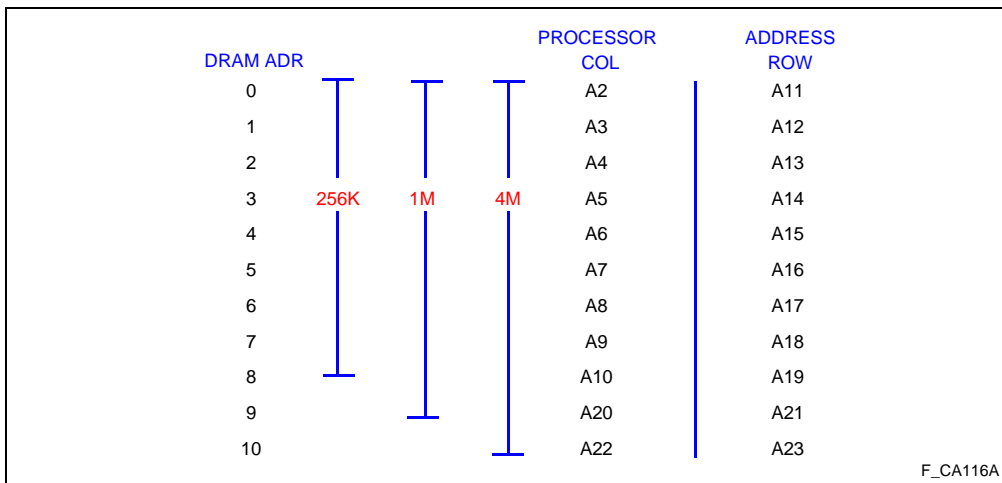 PROCESSOR ADDRESS
DRAM ADR COL ROW
0 A2 A11
1 A3 A12
2 A4 A13
3 256K 1M 4M A5 A14
4 A6 A15
5 A7 A16
6 A8 A17
7 A9 A18
8 A10 A19
9 A20 A21
10 A22 A23
F_CA116A